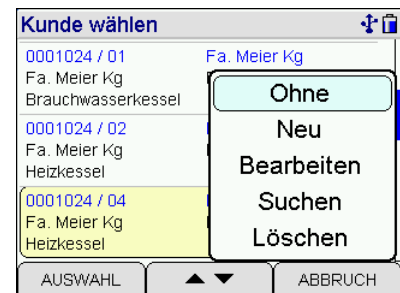 Kunde wählen
0001024 / 01 Fa. Meier Kg
Fa. Meier Kg
Brauchwasserkessel
0001024 / 02
Fa. Meier Kg
Heizkessel
0001024 / 04
Fa. Meier Kg
Heizkessel
Ohne
Neu
Bearbeiten
Suchen
Löschen
AUSWAHL ▲ ▼ ABBRUCH